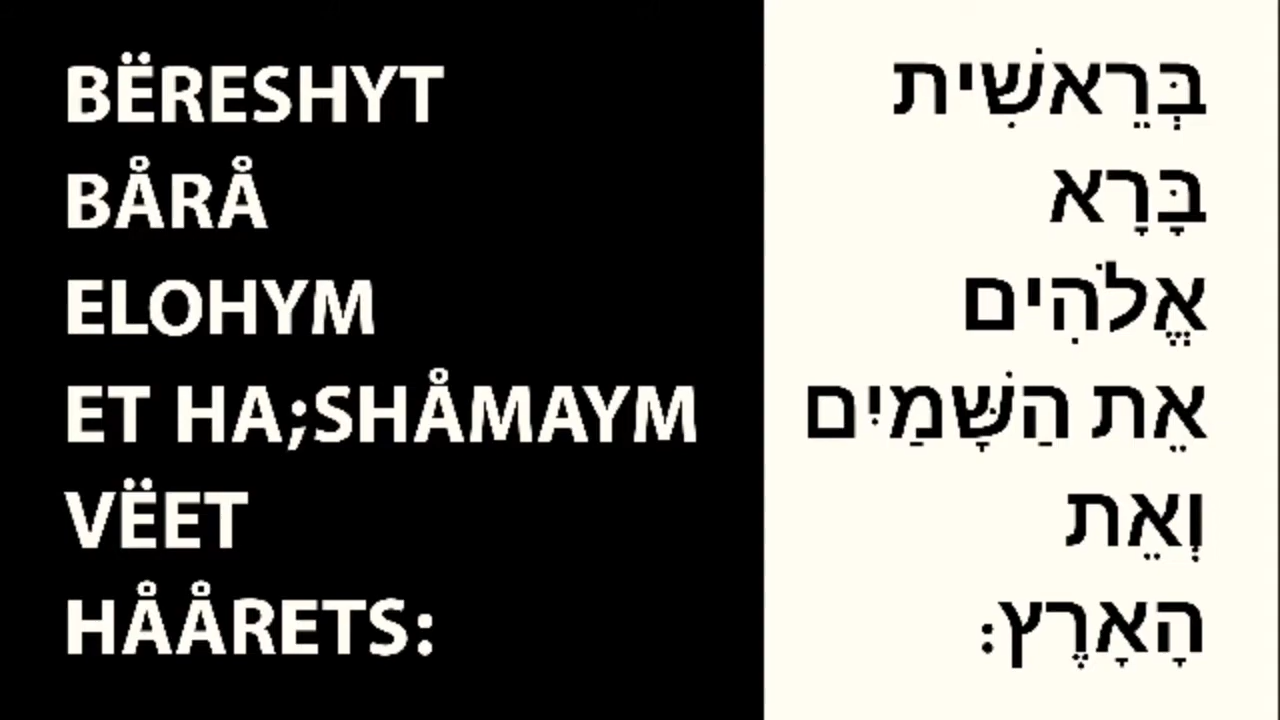 BËRESHYT
BÅRÅ
ELOHYM
ET HA;SHÅMAYM
VËET
HÅÅRETS:
בְּרֵאשִׁית
בָּרָא
אֱלֹהִים
אֵת הַשָּׁמַיִם
וְאֵת
הָאָרֶץ: